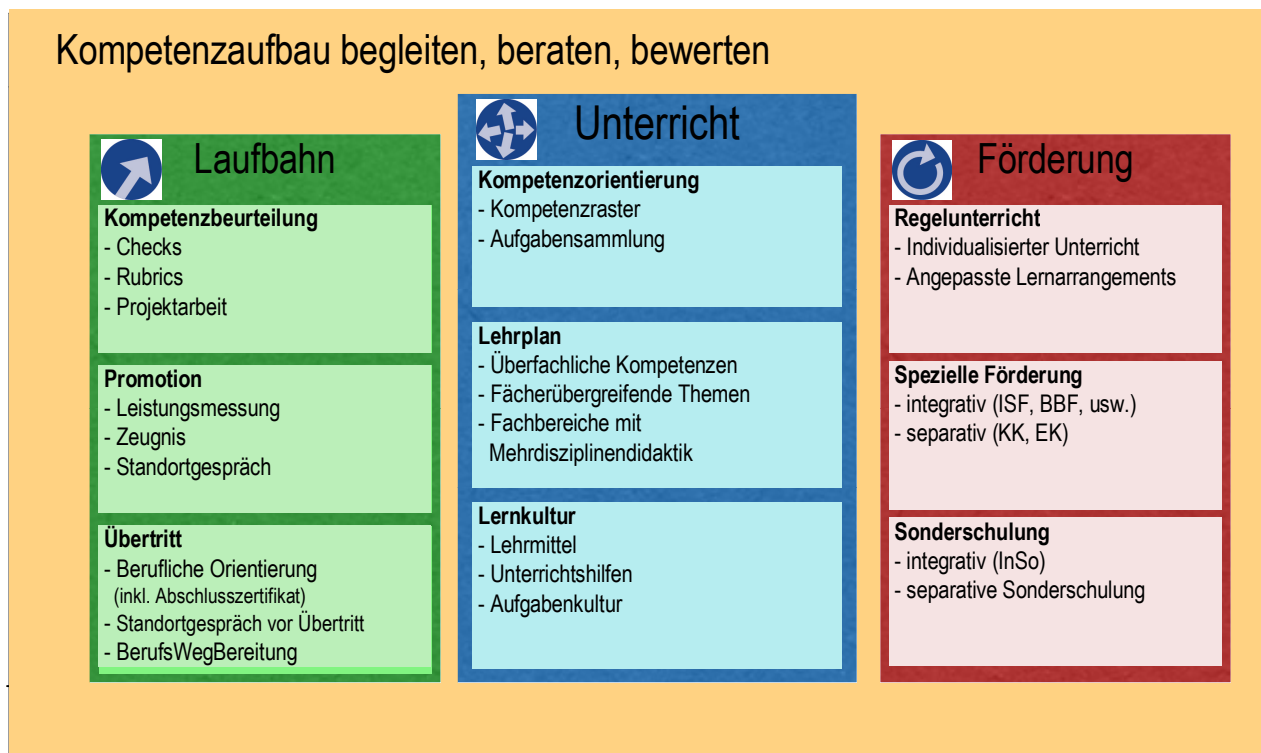 Kompetenzaufbau begleiten, beraten, bewerten
Laufbahn
Kompetenzbeurteilung
- Checks
- Rubrics
- Projektarbeit
Promotion
- Leistungsmessung
- Zeugnis
- Standortgespräch
Übertritt
- Berufliche Orientierung
(inkl. Abschlusszertifikat)
- Standortgespräch vor Übertritt
- BerufsWegBereitung
Unterricht
Kompetenzorientierung
- Kompetenzraster
- Aufgabensammlung
Lehrplan
- Überfachliche Kompetenzen
- Fächerübergreifende Themen
- Fachbereiche mit
Mehrdisziplinendidaktik
Lernkultur
- Lehrmittel
- Unterrichtshilfen
- Aufgabenkultur
Förderung
Regelunterricht
- Individualisierter Unterricht
- Angepasste Lernarrangements
Spezielle Förderung
- integrativ (ISF, BBF, usw.)
- separativ (KK, EK)
Sonderschulung
- integrativ (InSo)
- separative Sonderschulung